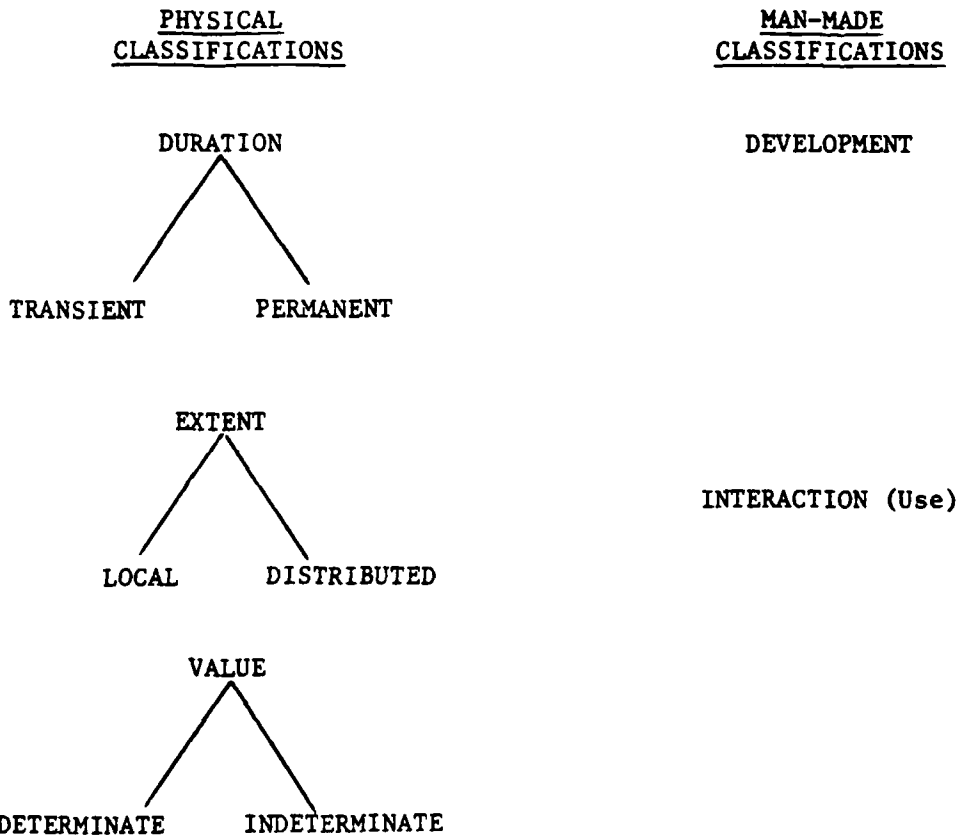 PHYSICAL
CLASSIFICATIONS
MAN-MADE
CLASSIFICATIONS
DURATION
DEVELOPMENT
TRANSIENT PERMANENT
EXTENT
INTERACTION (Use)
LOCAL DISTRIBUTED
VALUE
DETERMINATE INDETERMINATE